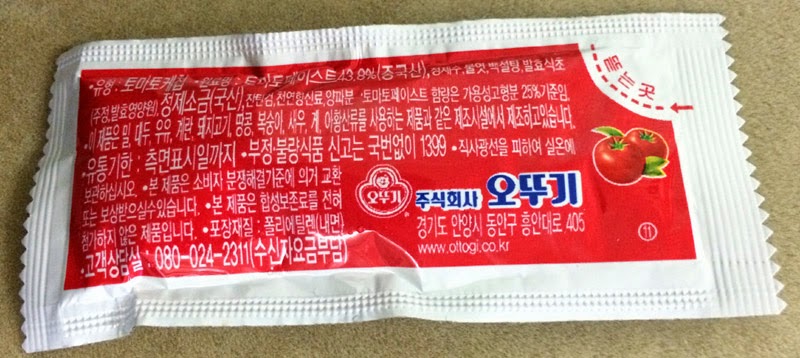 •유형: 토마토케찹 •원료명: 토마토페이스트43.8%(중국산), 정제수, 물엿, 백설탕, 발효식초
(주정,발효영양원), 정제소금(국산), 잔탄검, 천연향신료, 양파분 •토마토페이스트 함량은 가용성고형분 25%기준임.
•이 제품은 밀, 대두, 우유, 계란, 돼지고기, 땅콩, 복숭아, 새우, 게, 아황산류를 사용하는 제품과 같은 제조시설에서 제조하고있습니다.
•유통기한 : 측면표시일까지 •부정·불량식품 신고는 국번없이 1399 •직사광선을 피하여 실온에
보관하십시오. •본 제품은 소비자 분쟁해결기준에 의거 교환
또는 보상받으실수있습니다. •본 제품은 합성보존료를 전혀
첨가하지 않은 제품입니다. •포장재질 : 폴리에틸렌(내면)
•고객상담실 : 080-024-2311(수신자요금부담)
오뚜기
®
주식회사 오뚜기
경기도 안양시 동안구 흥안대로 405
www.ottogi.co.kr
뜯는곳
⑪